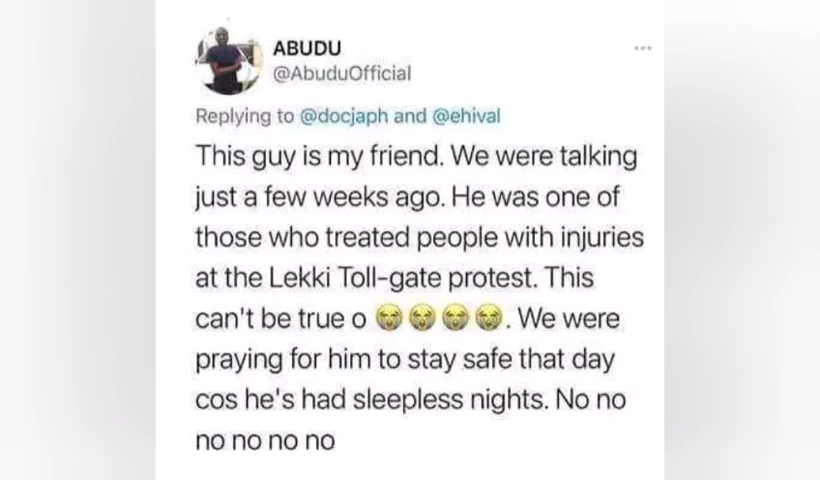 ABUDU
@AbuduOfficial
Replying to @docjaph and @ehival
This guy is my friend. We were talking
just a few weeks ago. He was one of
those who treated people with injuries
at the Lekki Toll-gate protest. This
can't be true o 😭😭😭😭. We were
praying for him to stay safe that day
cos he's had sleepless nights. No no
no no no no